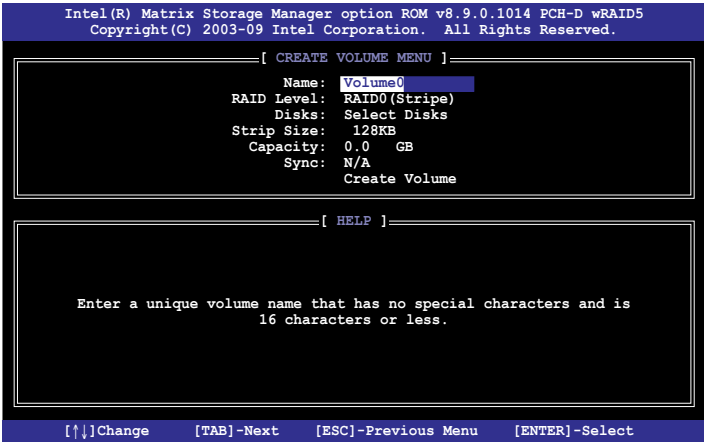 Intel(R) Matrix Storage Manager option ROM v8.9.0.1014 PCH-D wRAID5
Copyright(C) 2003-09 Intel Corporation. All Rights Reserved.
[ CREATE VOLUME MENU ]
Name: Volume0
RAID Level: RAID0(Stripe)
Disks: Select Disks
Strip Size: 128KB
Capacity: 0.0 GB
Sync: N/A
Create Volume
[ HELP ]
Enter a unique volume name that has no special characters and is
16 characters or less.
[↑↓]Change [TAB]-Next [ESC]-Previous Menu [ENTER]-Select